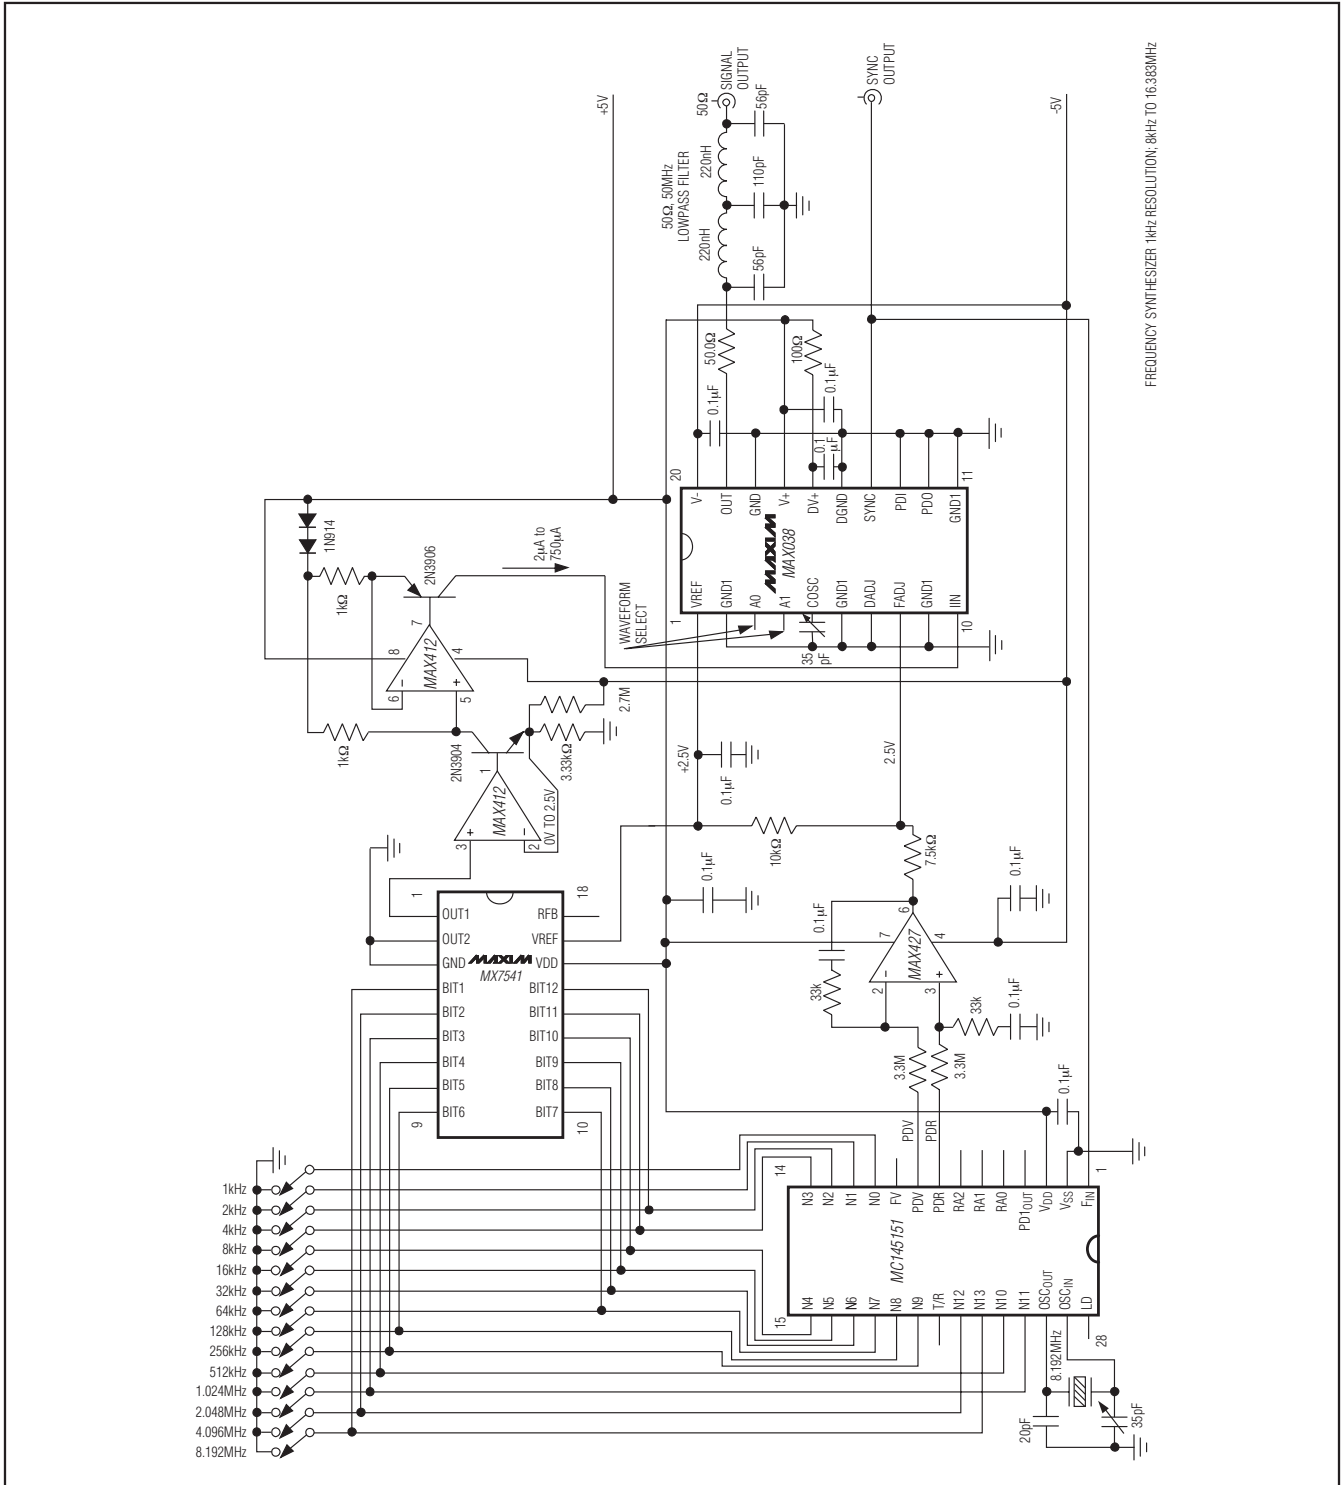 SIGNAL
OUTPUT
SYNC
OUTPUT
50Ω
56pF
220nH
110pF
50Ω, 50MHz
LOWPASS FILTER
220nH
56pF
+5V
-5V
FREQUENCY SYNTHESIZER 1kHz RESOLUTION; 8kHz TO 16.383MHz
50.0Ω
100Ω
0.1µF
0.1µF
0.1
µF
1N914
2N3906
2µA to
750µA
1kΩ
7
8
4
MAX412
6
–
+
5
20
11
V-
OUT
GND
V+
DV+
DGND
SYNC
PDI
PDO
GND1
MAXIM
MAX038
VREF
GND1
A0
A1
COSC
GND1
DADJ
FADJ
GND1
IIN
1
10
WAVEFORM
SELECT
35
pF
2.7M
1kΩ
2N3904
3.33kΩ
1
MAX412
3
+
–
2
0V TO 2.5V
+2.5V
0.1µF
2.5V
10kΩ
7.5kΩ
0.1µF
0.1µF
0.1µF
6
7
4
MAX427
2
–
+
3
33k
33k
0.1µF
3.3M
3.3M
PDV
PDR
0.1µF
1
18
OUT1
RFB
OUT2
VREF
GND
MAXIM
VDD
MX7541
BIT1
BIT12
BIT2
BIT11
BIT3
BIT10
BIT4
BIT9
BIT5
BIT8
BIT6
BIT7
9
10
14
1
N3
N2
N1
N0
FV
PDV
PDR
RA2
RA1
RA0
PD1OUT
VDD
VSS
FIN
MC145151
N4
N5
N6
N7
N8
N9
T/R
N12
N13
N10
N11
OSCOUT
OSCIN
LD
15
28
8.192MHz
20pF
35pF
1kHz
2kHz
4kHz
8kHz
16kHz
32kHz
64kHz
128kHz
256kHz
512kHz
1.024MHz
2.048MHz
4.096MHz
8.192MHz